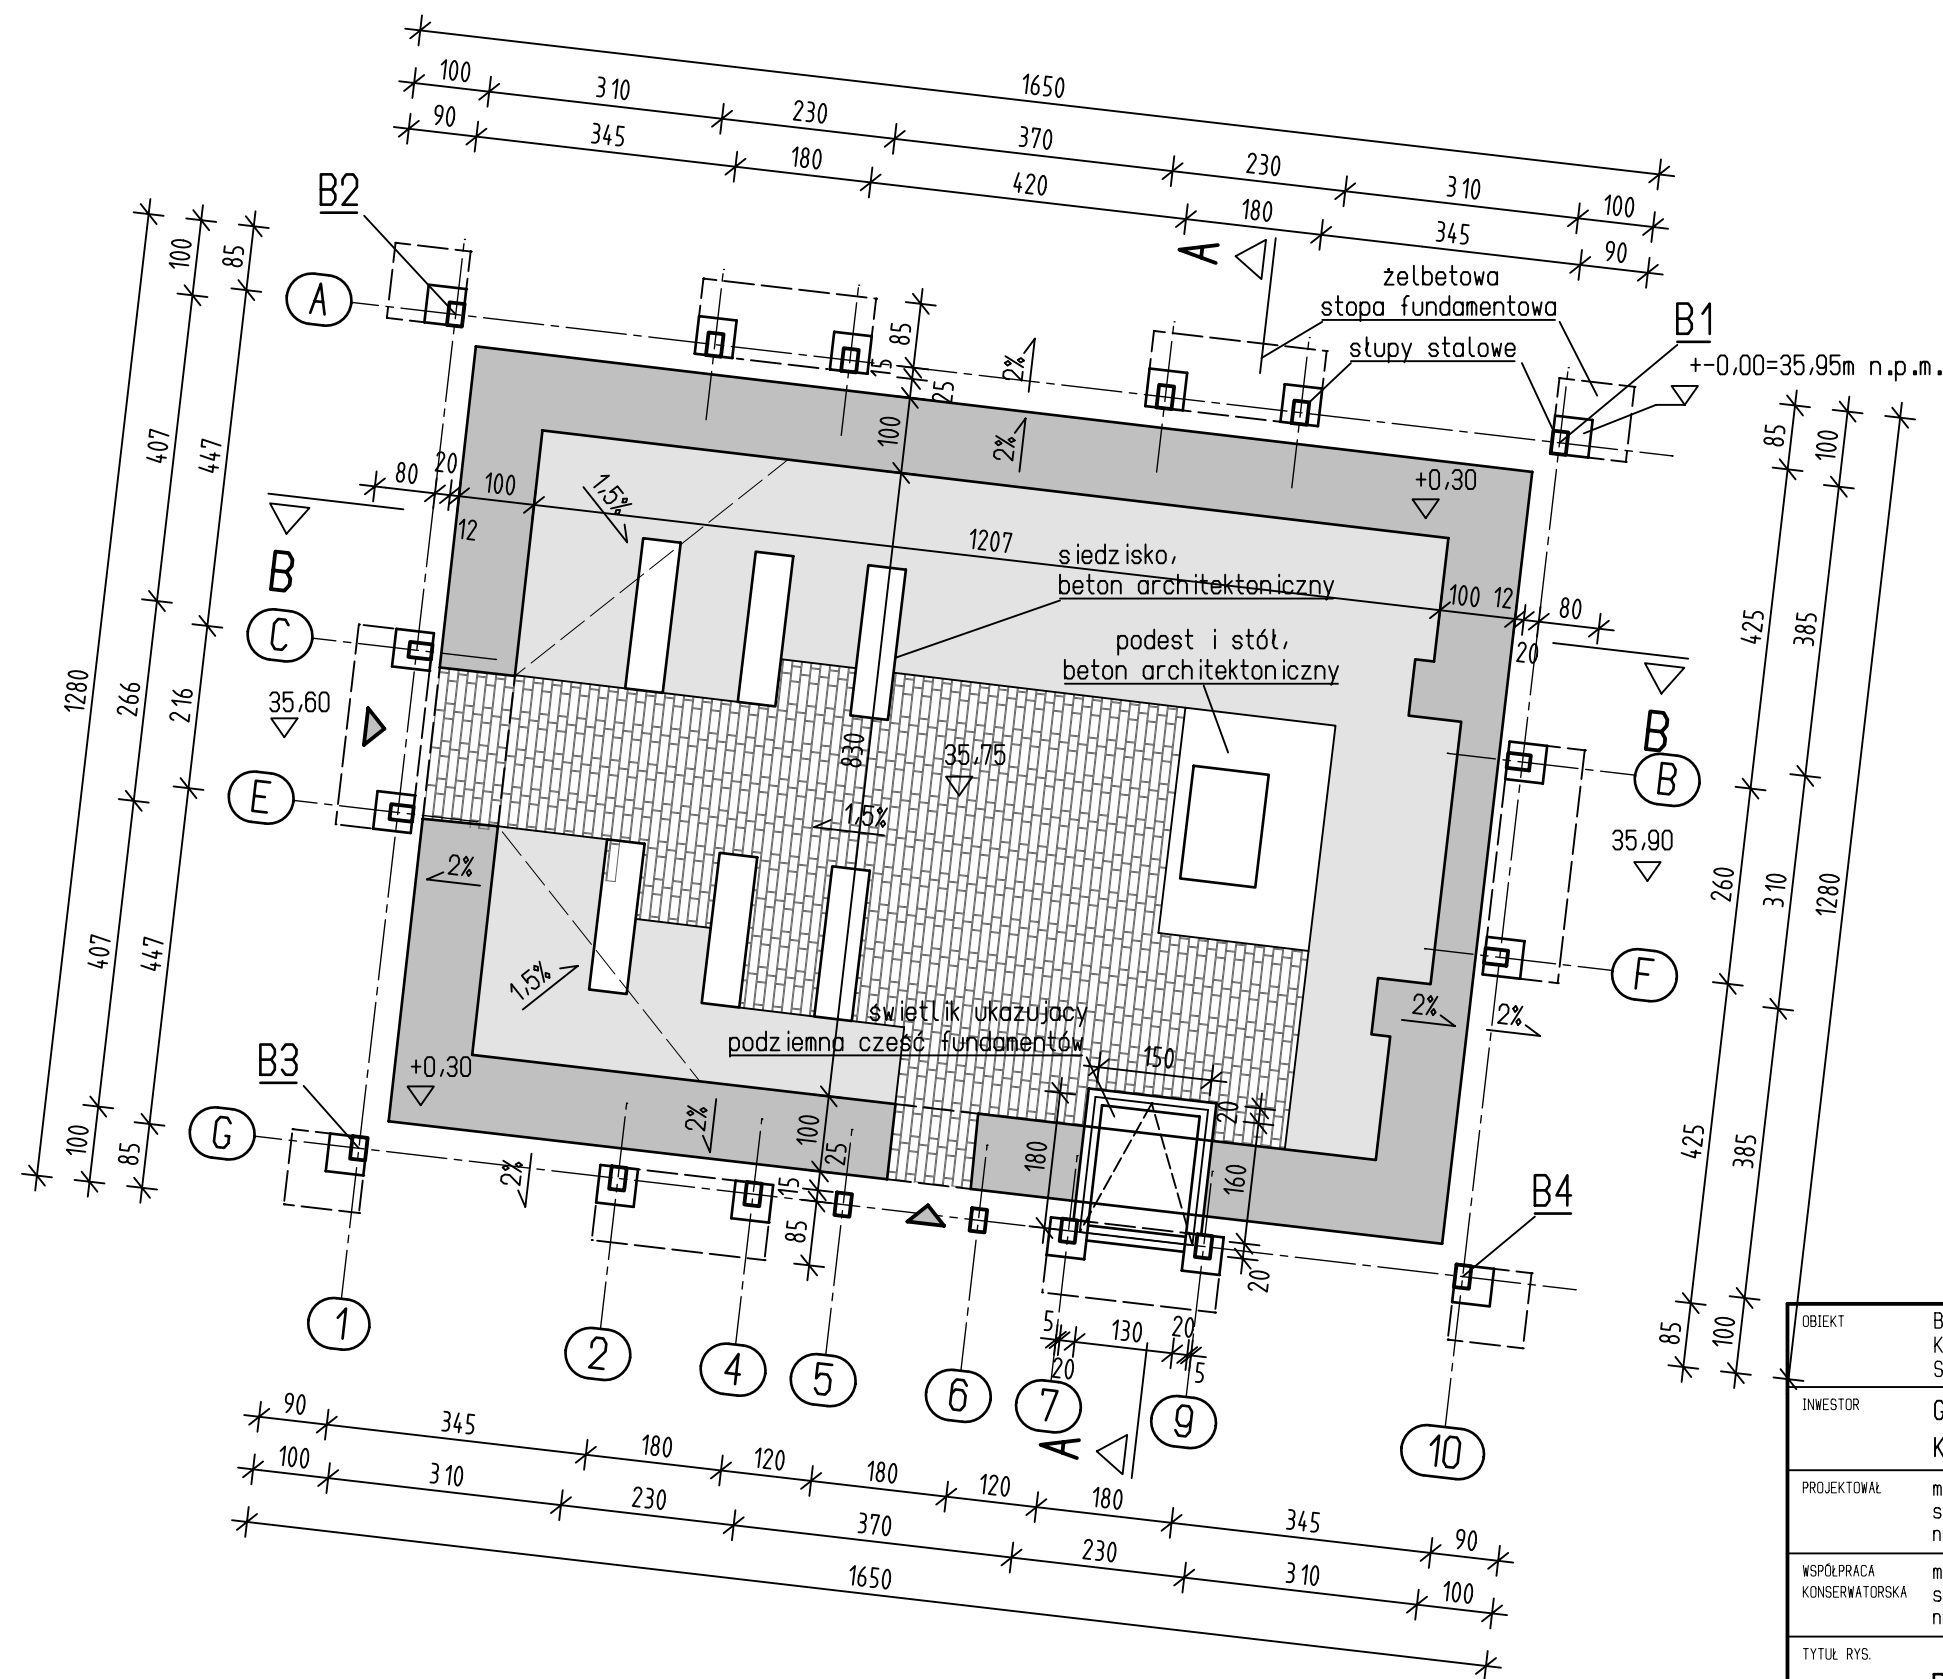 1650
100 310 230 370 230 310 100
90 345 180 420 180 345 90
B2
A
A
żelbetowa
stopa fundamentowa
słupy stalowe
B1
+-0,00=35,95m n.p.m.
1280
100 407 266 407 100
85 447 216 447 85
85
15
25
100
2%
2%
+0,30
80 20 12 100 1207 100 12 20 80
1,5%
B
B
siedzisko,
beton architektoniczny
podest i stół,
beton architektoniczny
C
35,60
E
830
35,75
1,5%
B
35,90
F
85 425 260 425 85
100 385 310 385 100
1280
2%
1,5%
2%
2%
świetlik ukazujacy
podziemna cześć fundamentów
150
20
180
160
20
B3
+0,30
G
2%
2%
100
25
15
85
B4
5 20 130 20 5
1
2
4
5
6
7
9
10
A
90 345 180 120 180 120 180 345 90
100 310 230 370 230 310 100
1650
OBIEKT B
K
S
INWESTOR G
K
PROJEKTOWAŁ m
s
n
WSPÓŁPRACA m
KONSERWATORSKA s
n
TYTUŁ RYS.